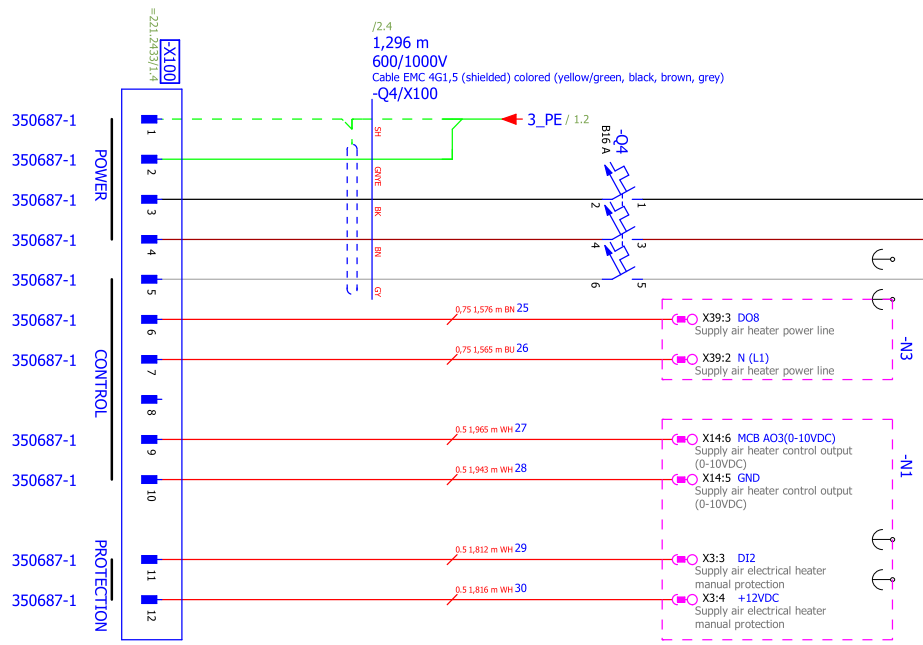 =221.2433/1.4
-X100
/2.4
1,296 m
600/1000V
Cable EMC 4G1,5 (shielded) colored (yellow/green, black, brown, grey)
-Q4/X100
350687-1
1
SH
3_PE / 1.2
-Q4
B16 A
350687-1
2
GNYE
POWER
350687-1
3
BK
2
1
350687-1
4
BN
4
3
350687-1
5
GY
6
5
350687-1
6
0,75 1,576 m BN 25
X39:3 DO8
Supply air heater power line
-N3
350687-1
7
0,75 1,565 m BU 26
X39:2 N (L1)
Supply air heater power line
CONTROL
8
350687-1
9
0.5 1,965 m WH 27
X14:6 MCB AO3(0-10VDC)
Supply air heater control output
(0-10VDC)
-N1
350687-1
10
0.5 1,943 m WH 28
X14:5 GND
Supply air heater control output
(0-10VDC)
350687-1
11
0.5 1,812 m WH 29
X3:3 DI2
Supply air electrical heater
manual protection
PROTECTION
350687-1
12
0.5 1,816 m WH 30
X3:4 +12VDC
Supply air electrical heater
manual protection